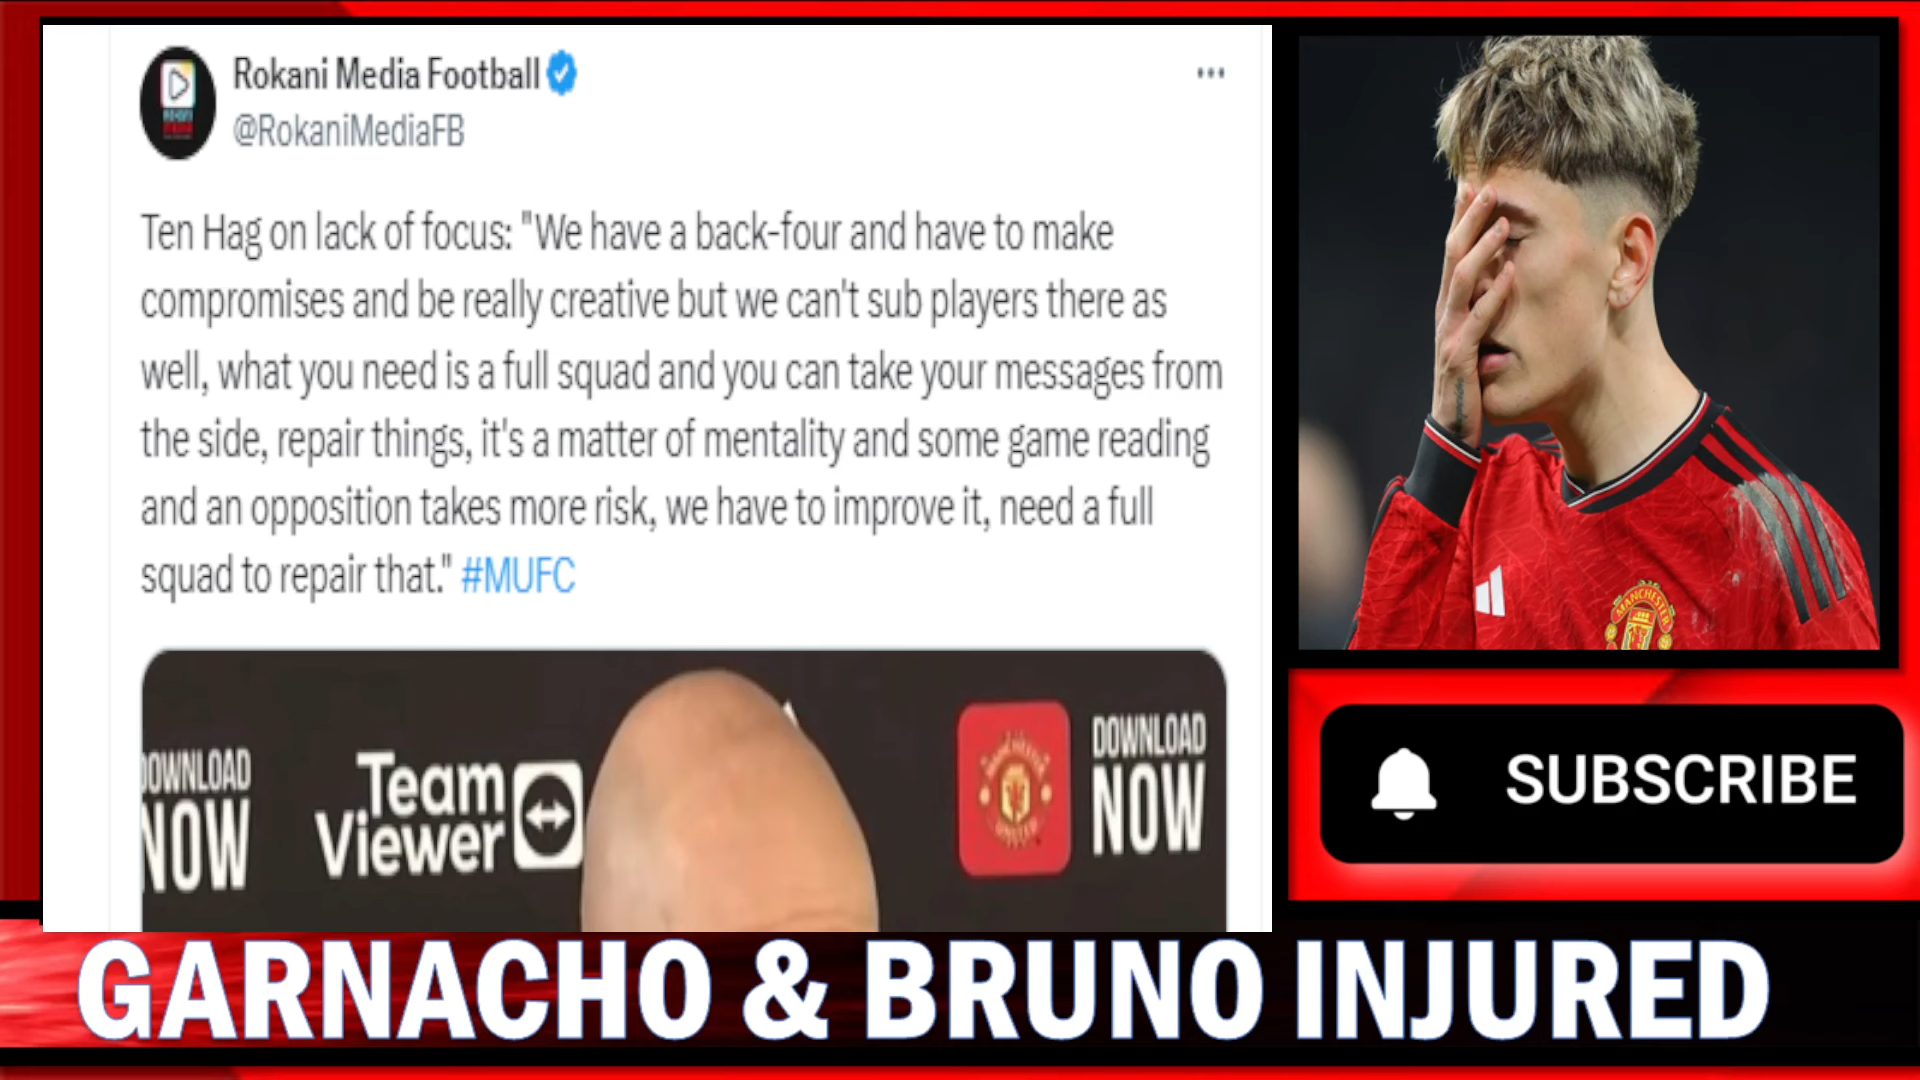 Rokani Media Football
@RokaniMediaFB
Ten Hag on lack of focus: "We have a back-four and have to make
compromises and be really creative but we can't sub players there as
well, what you need is a full squad and you can take your messages from
the side, repair things, it's a matter of mentality and some game reading
and an opposition takes more risk, we have to improve it, need a full
squad to repair that." #MUFC
DOWNLOAD
NOW
Team
Viewer
MANCHESTER
UNITED
DOWNLOAD
NOW
MANCHESTER
SUBSCRIBE
GARNACHO & BRUNO INJURED